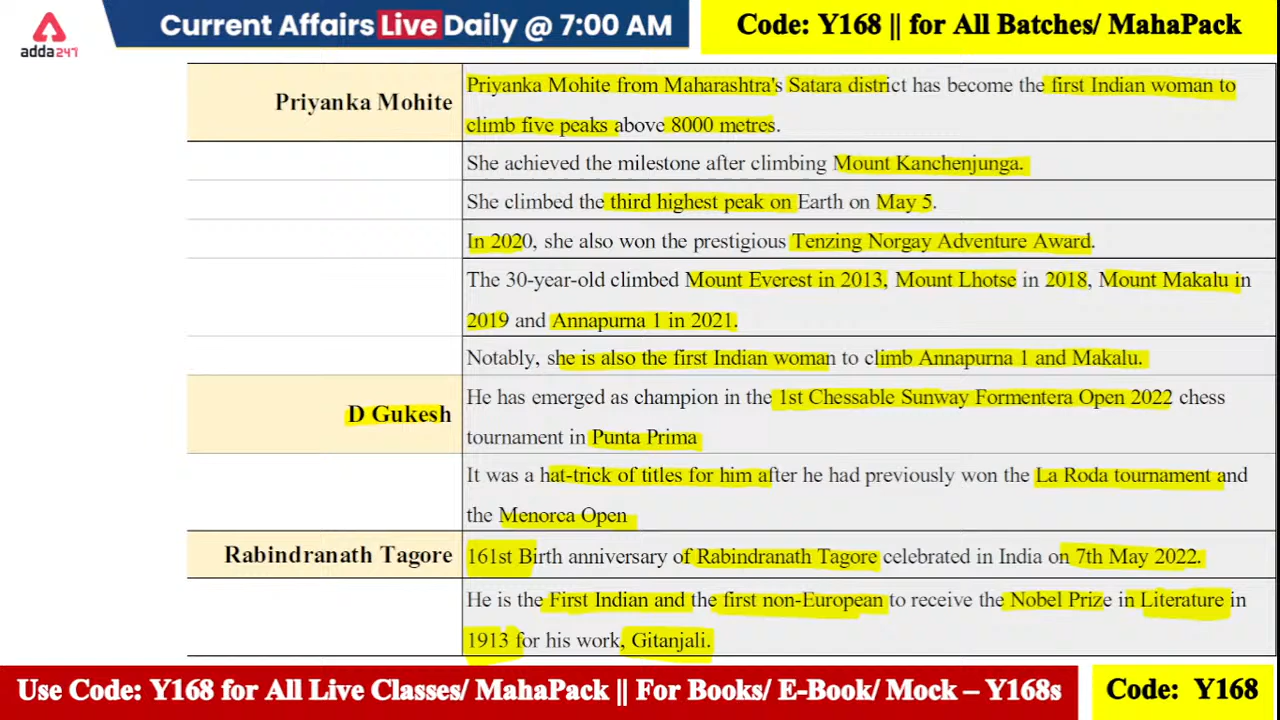 adda247
Current Affairs Live Daily @ 7:00 AM
Code: Y168 || for All Batches/ MahaPack
Priyanka Mohite
Priyanka Mohite from Maharashtra's Satara district has become the first Indian woman to
climb five peaks above 8000 metres.
She achieved the milestone after climbing Mount Kanchenjunga.
She climbed the third highest peak on Earth on May 5.
In 2020, she also won the prestigious Tenzing Norgay Adventure Award.
The 30-year-old climbed Mount Everest in 2013, Mount Lhotse in 2018, Mount Makalu in
2019 and Annapurna 1 in 2021.
Notably, she is also the first Indian woman to climb Annapurna 1 and Makalu.
D Gukesh
He has emerged as champion in the 1st Chessable Sunway Formentera Open 2022 chess
tournament in Punta Prima
It was a hat-trick of titles for him after he had previously won the La Roda tournament and
the Menorca Open
Rabindranath Tagore
161st Birth anniversary of Rabindranath Tagore celebrated in India on 7th May 2022.
He is the First Indian and the first non-European to receive the Nobel Prize in Literature in
1913 for his work, Gitanjali.
Use Code: Y168 for All Live Classes/ MahaPack || For Books/ E-Book/ Mock – Y168s
Code: Y168